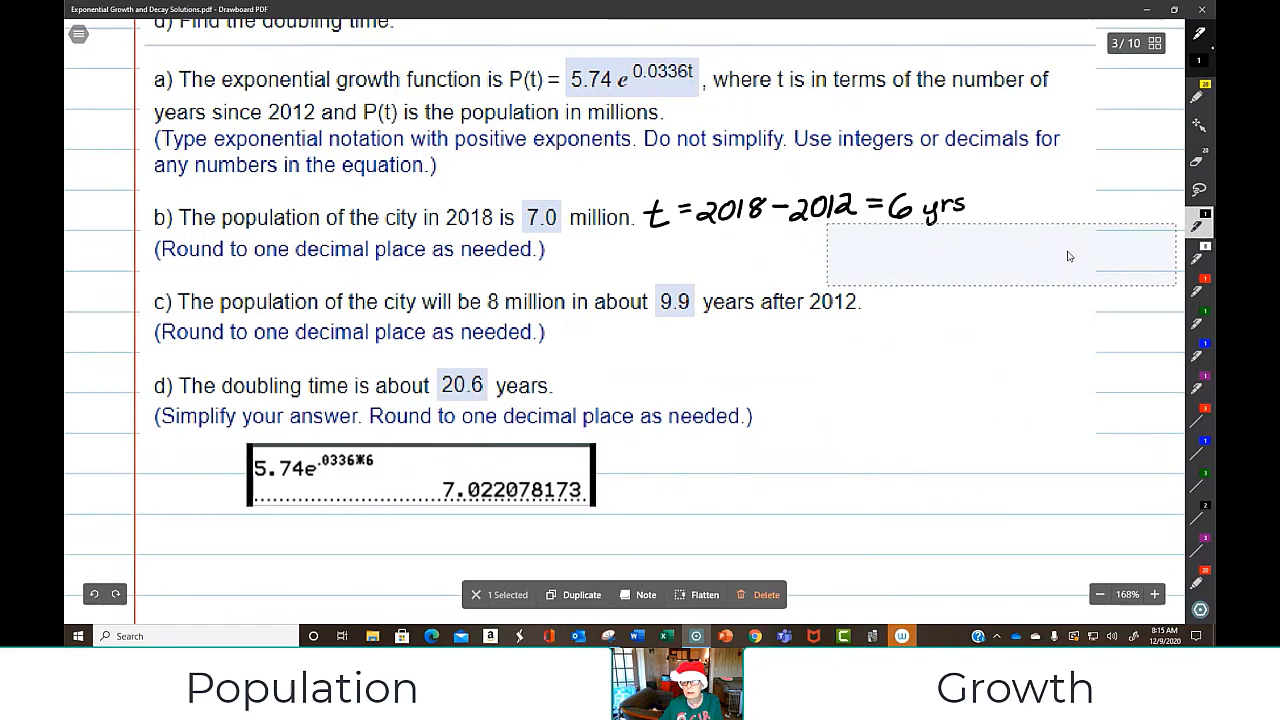 Exponential Growth and Decay Solutions.pdf - Drawboard PDF
d) Find the doubling time.
3 / 10
a) The exponential growth function is P(t) = 5.74 e^0.0336t , where t is in terms of the number of
years since 2012 and P(t) is the population in millions.
(Type exponential notation with positive exponents. Do not simplify. Use integers or decimals for
any numbers in the equation.)
b) The population of the city in 2018 is 7.0 million. t = 2018 - 2012 = 6 yrs
(Round to one decimal place as needed.)
c) The population of the city will be 8 million in about 9.9 years after 2012.
(Round to one decimal place as needed.)
d) The doubling time is about 20.6 years.
(Simplify your answer. Round to one decimal place as needed.)
5.74e^.0336*6
7.022078173
1 Selected Duplicate Note Flatten Delete
168%
Search
8:15 AM
12/9/2020
Population
Growth